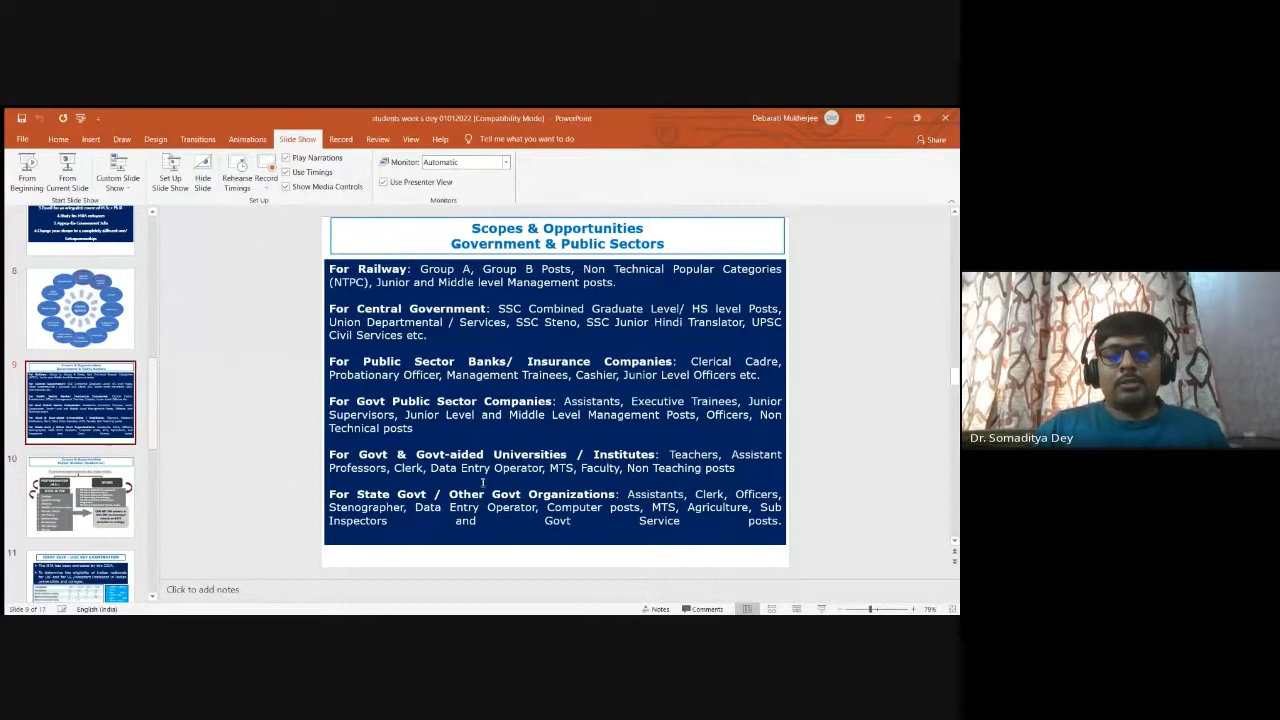 students week s dey 01012022 [Compatibility Mode] - PowerPoint
Debarati Mukherjee
DM
File Home Insert Draw Design Transitions Animations Slide Show Record Review View Help Tell me what you want to do
Share
From Beginning
From Current Slide
Custom Slide Show
Set Up Slide Show
Hide Slide
Rehearse Timings
Record
Play Narrations
Use Timings
Show Media Controls
Monitor: Automatic
Use Presenter View
Start Slide Show
Set Up
Monitors
8
9
10
11
Scopes & Opportunities
Government & Public Sectors
For Railway: Group A, Group B Posts, Non Technical Popular Categories
(NTPC), Junior and Middle level Management posts.
For Central Government: SSC Combined Graduate Level/ HS level Posts,
Union Departmental / Services, SSC Steno, SSC Junior Hindi Translator, UPSC
Civil Services etc.
For Public Sector Banks/ Insurance Companies: Clerical Cadre,
Probationary Officer, Management Trainees, Cashier, Junior Level Officers etc.
For Govt Public Sector Companies: Assistants, Executive Trainees, Junior
Supervisors, Junior Level and Middle Level Management Posts, Officers, Non
Technical posts
For Govt & Govt-aided Universities / Institutes: Teachers, Assistant
Professors, Clerk, Data Entry Operator, MTS, Faculty, Non Teaching posts
For State Govt / Other Govt Organizations: Assistants, Clerk, Officers,
Stenography, Data Entry Operator, Computer posts, MTS, Agriculture, Sub
Inspectors and Govt Service posts.
Click to add notes
Slide 9 of 17
English (India)
Notes
Comments
79%
Dr. Somaditya Dey